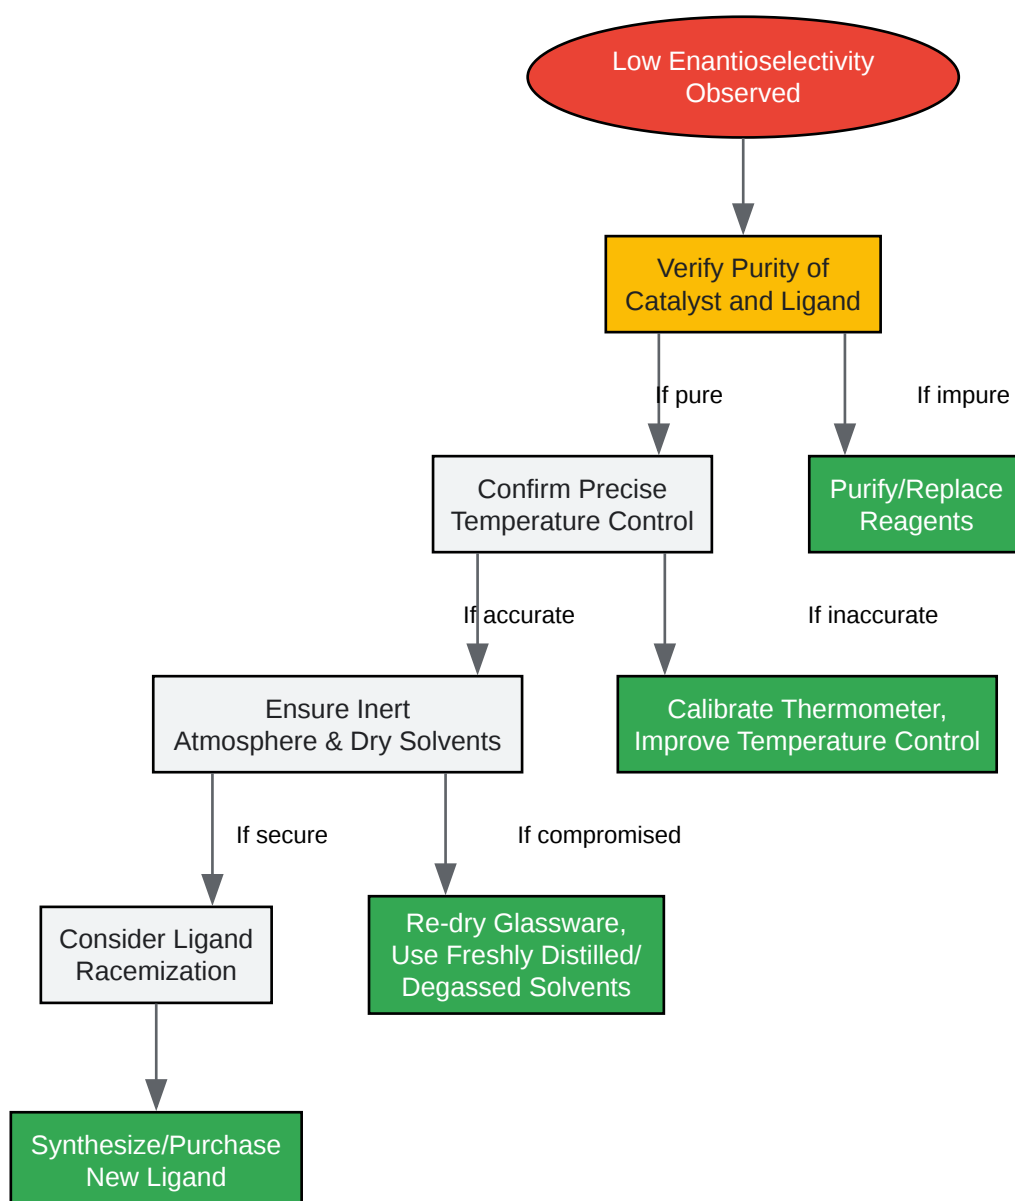 Low Enantioselectivity
Observed
Verify Purity of
Catalyst and Ligand
If pure
If impure
Confirm Precise
Temperature Control
Purify/Replace
Reagents
If accurate
If inaccurate
Ensure Inert
Atmosphere & Dry Solvents
Calibrate Thermometer,
Improve Temperature Control
If secure
If compromised
Consider Ligand
Racemization
Re-dry Glassware,
Use Freshly Distilled/
Degassed Solvents
Synthesize/Purchase
New Ligand